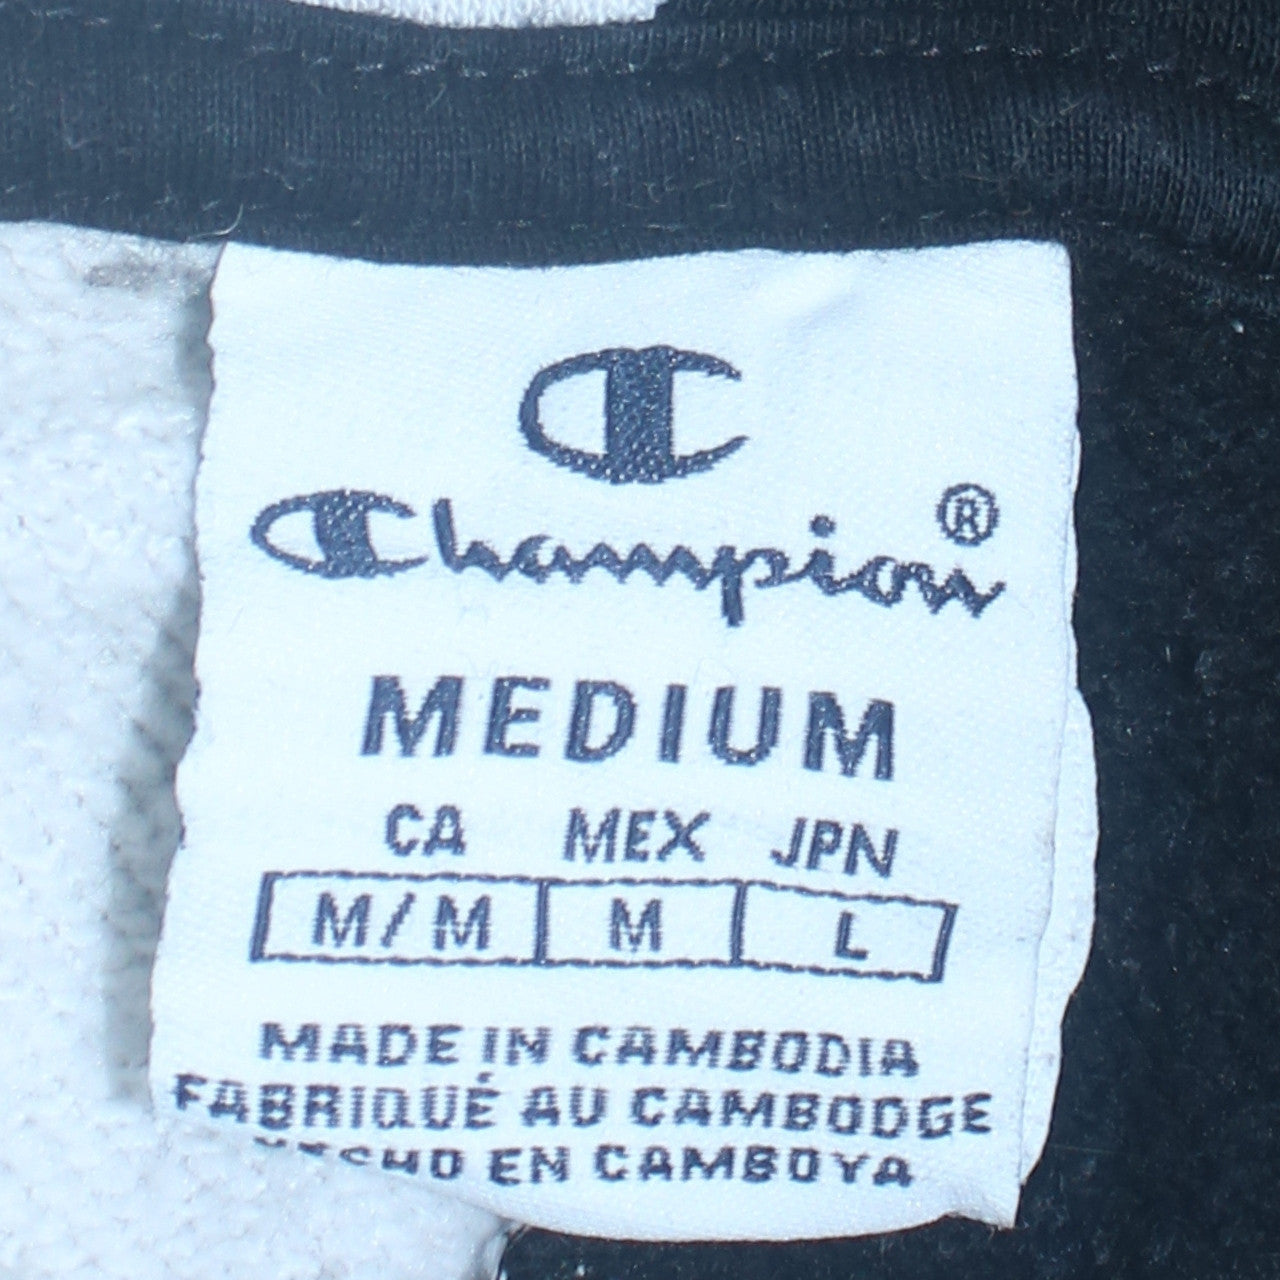 Champion®
MEDIUM
CA MEX JPN
M/M M L
MADE IN CAMBODIA
FABRIQUÉ AU CAMBODGE
HECHO EN CAMBOYA